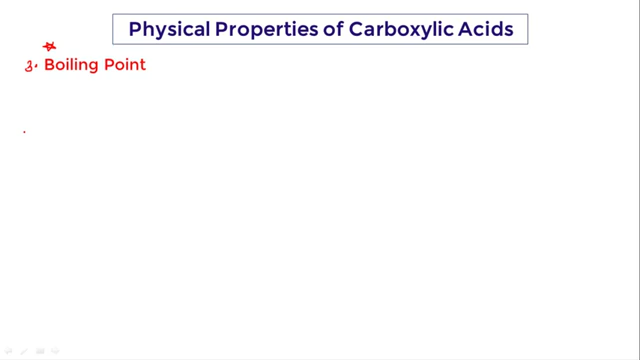 Physical Properties of Carboxylic Acids
3. Boiling Point